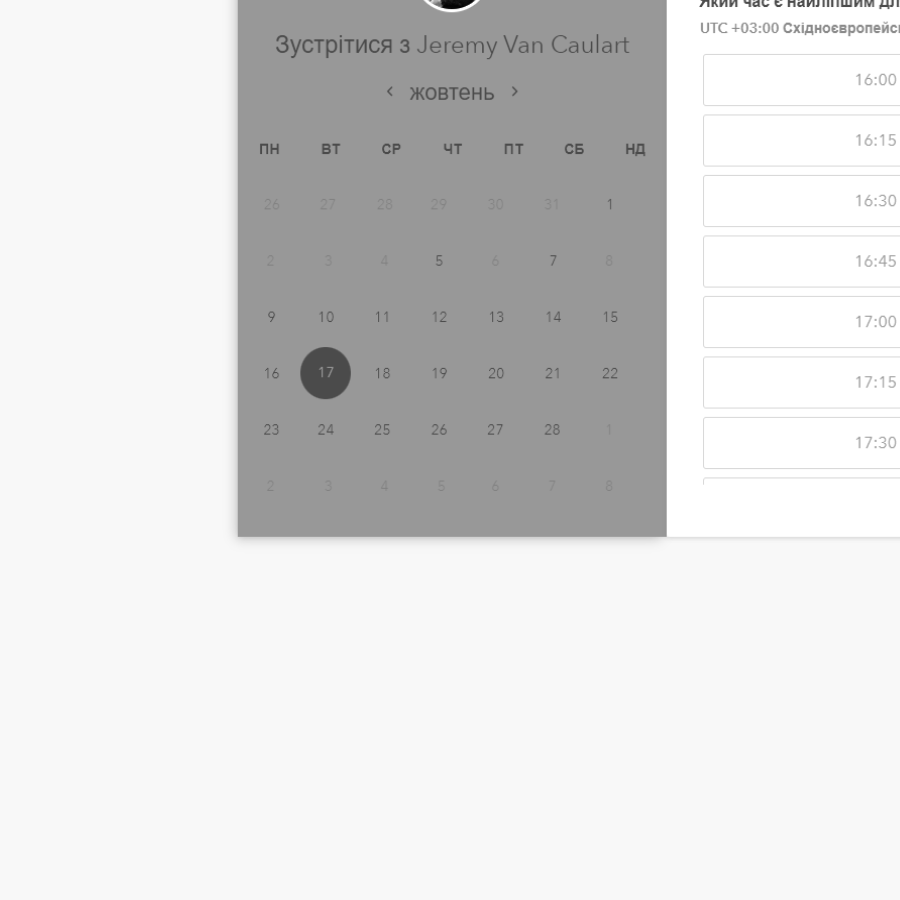 Зустрітися з Jeremy Van Caulart
‹ жовтень ›
ПН ВТ СР ЧТ ПТ СБ НД
26 27 28 29 30 31 1
2 3 4 5 6 7 8
9 10 11 12 13 14 15
16 17 18 19 20 21 22
23 24 25 26 27 28 1
2 3 4 5 6 7 8
Який час є найліпшим дл
UTC +03:00 Східноєвропейс
16:00
16:15
16:30
16:45
17:00
17:15
17:30